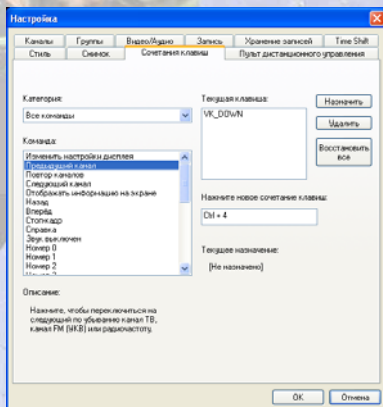 Настройка
Каналы Группы Видео/Аудио Запись Хранение записей Time Shift
Стиль Снимок Сочетания клавиш Пульт дистанционного управления
Категория:
Все команды
Текущая клавиша:
VK_DOWN
Назначить
Удалить
Восстановить все
Команда:
Изменить настройки дисплея
Предыдущий канал
Повтор каналов
Следующий канал
Отображать информацию на экране
Назад
Вперёд
Стопкадр
Справка
Звук выключен
Номер 0
Номер 1
Номер 2
Нажмите новое сочетание клавиш:
Ctrl + 4
Текущее назначение:
(Не назначено)
Описание:
Нажмите, чтобы переключиться на
следующий по убыванию канал ТВ,
канал FM (УКВ) или радиочастоту.
OK Отмена